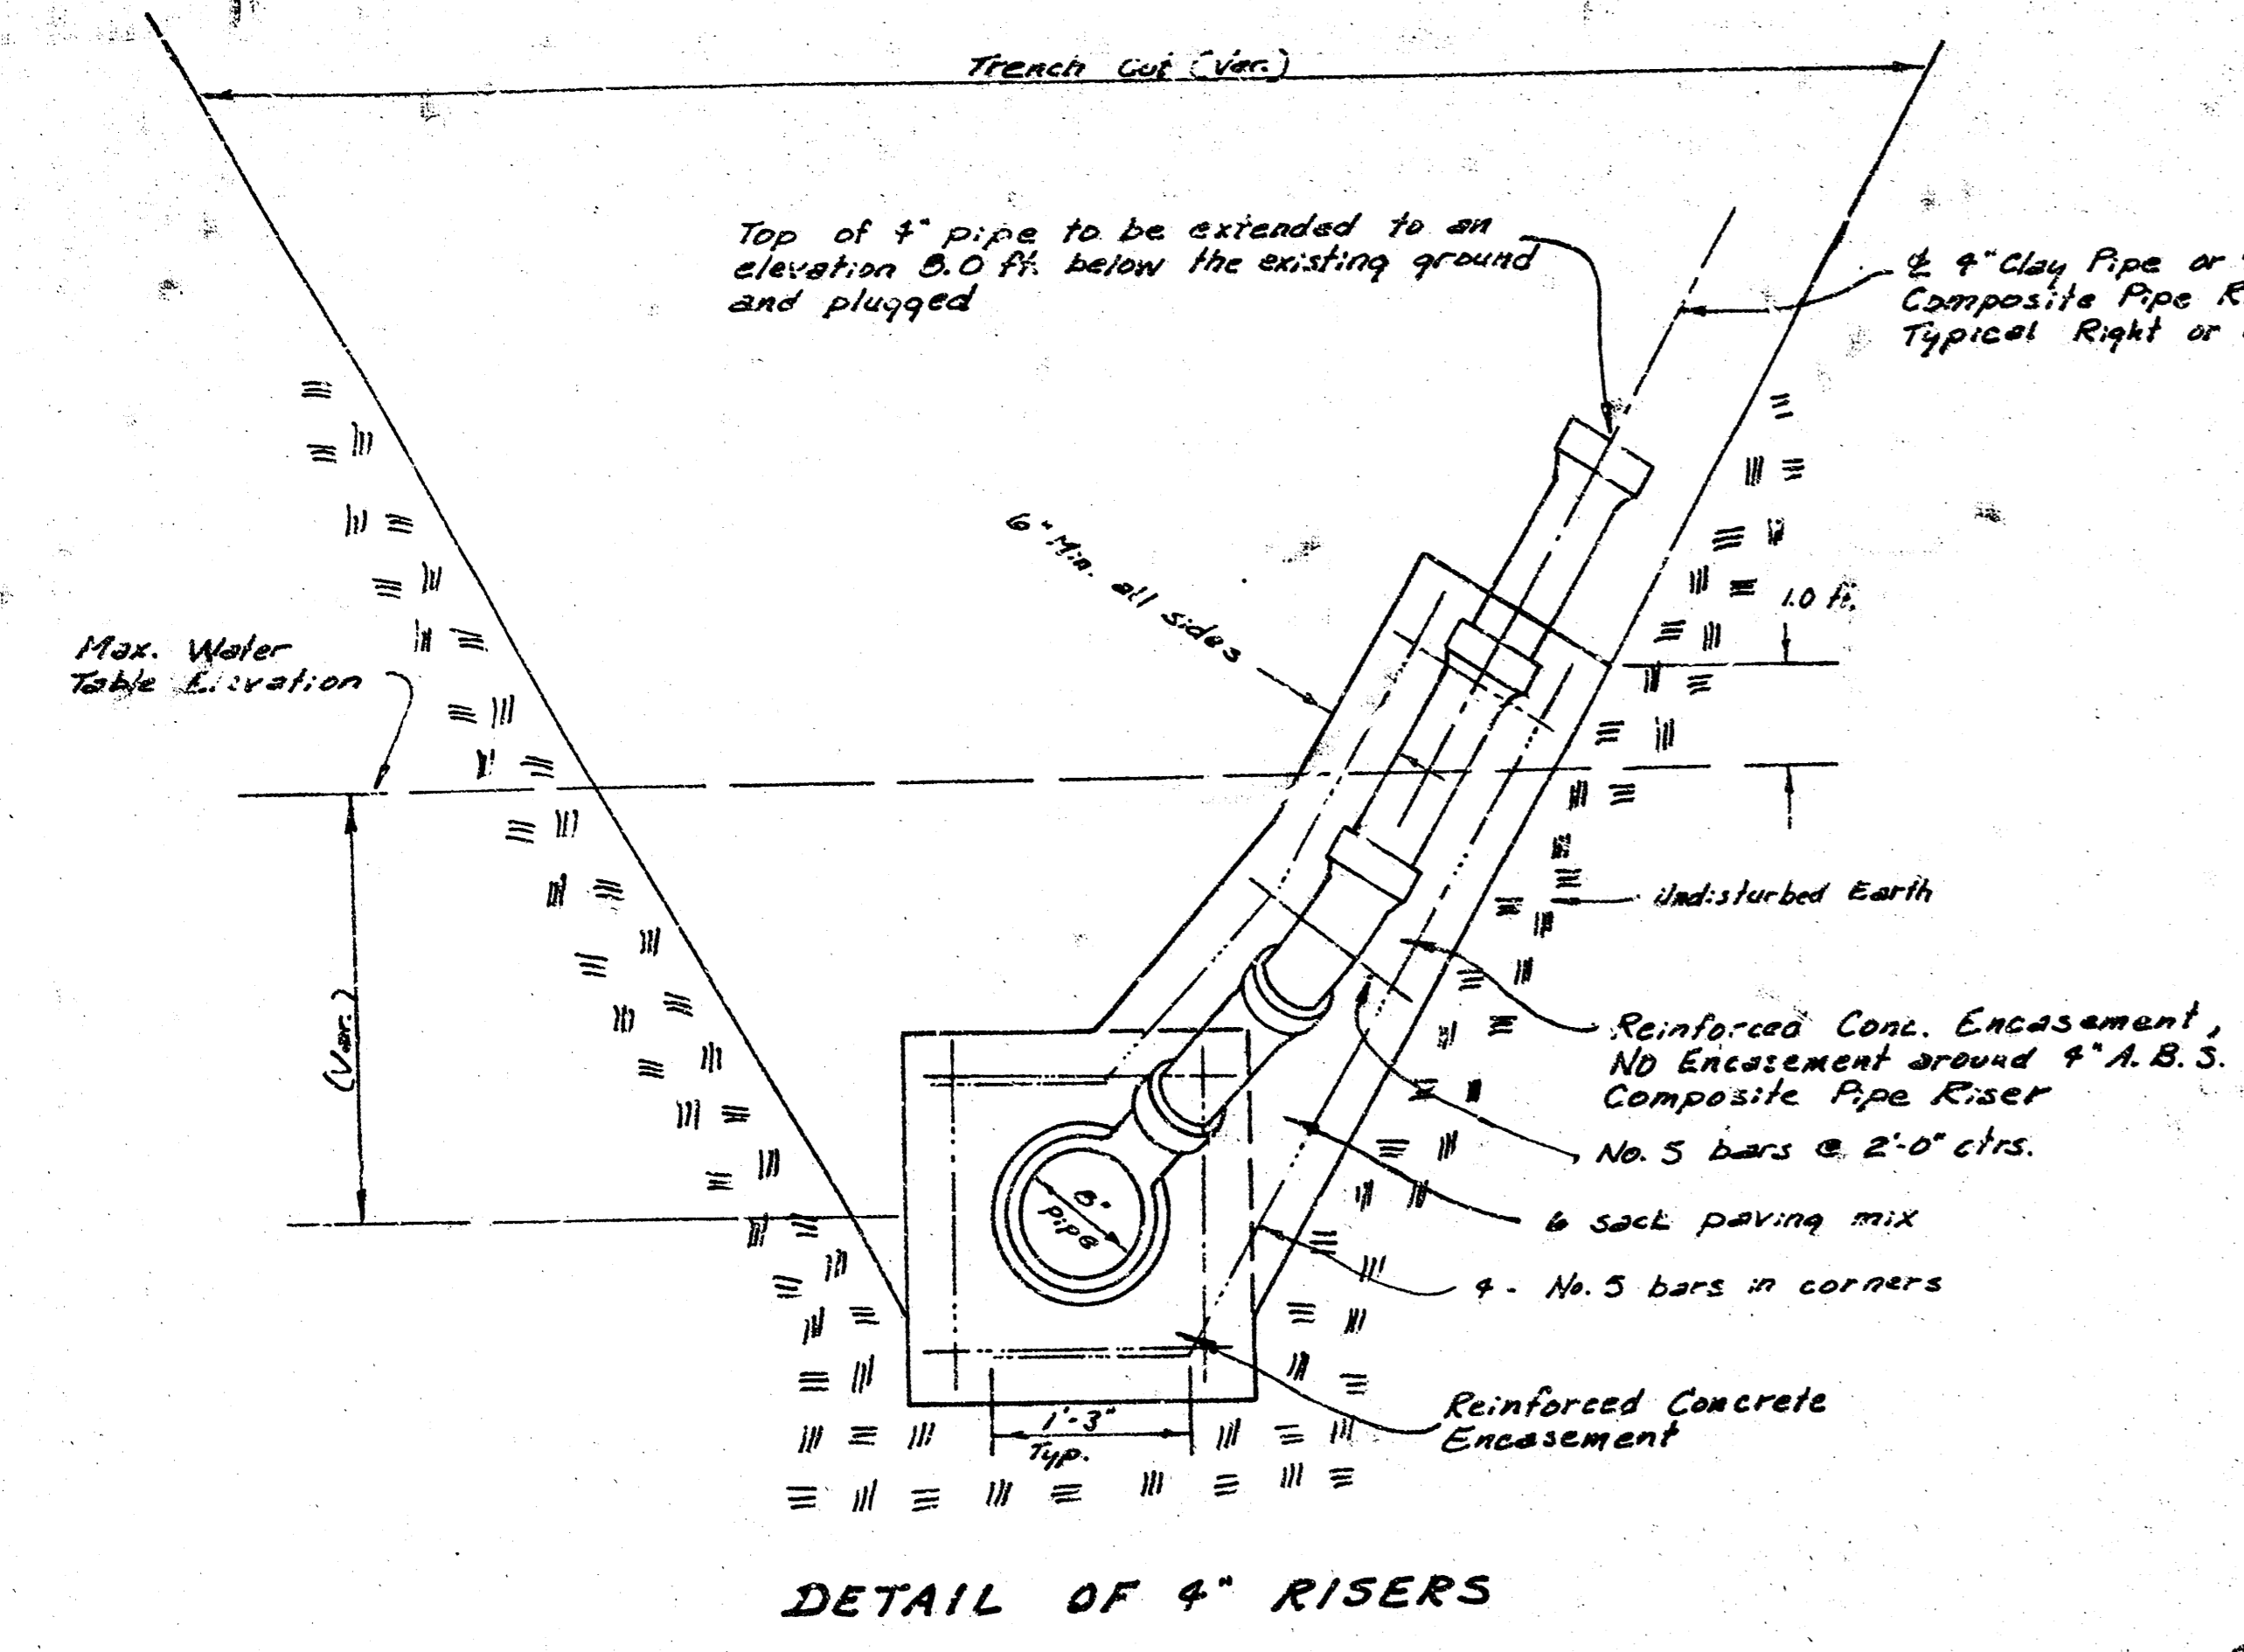 Trench Cut (Var.)
Top of 4" pipe to be extended to an
elevation 8.0 ft. below the existing ground
and plugged
℄ 4" Clay Pipe or
Composite Pipe
Typical Right or
6" Min. all sides
1.0 ft.
Max. Water
Table Elevation
(Var.)
Undisturbed Earth
Reinforced Conc. Encasement,
NO Encasement around 4" A.B.S.
Composite Pipe Riser
No. 5 bars @ 2'-0" ctrs.
8"
pipe
6 sack paving mix
4 - No. 5 bars in corners
Reinforced Concrete
Encasement
1'-3"
Typ.
DETAIL OF 4" RISERS